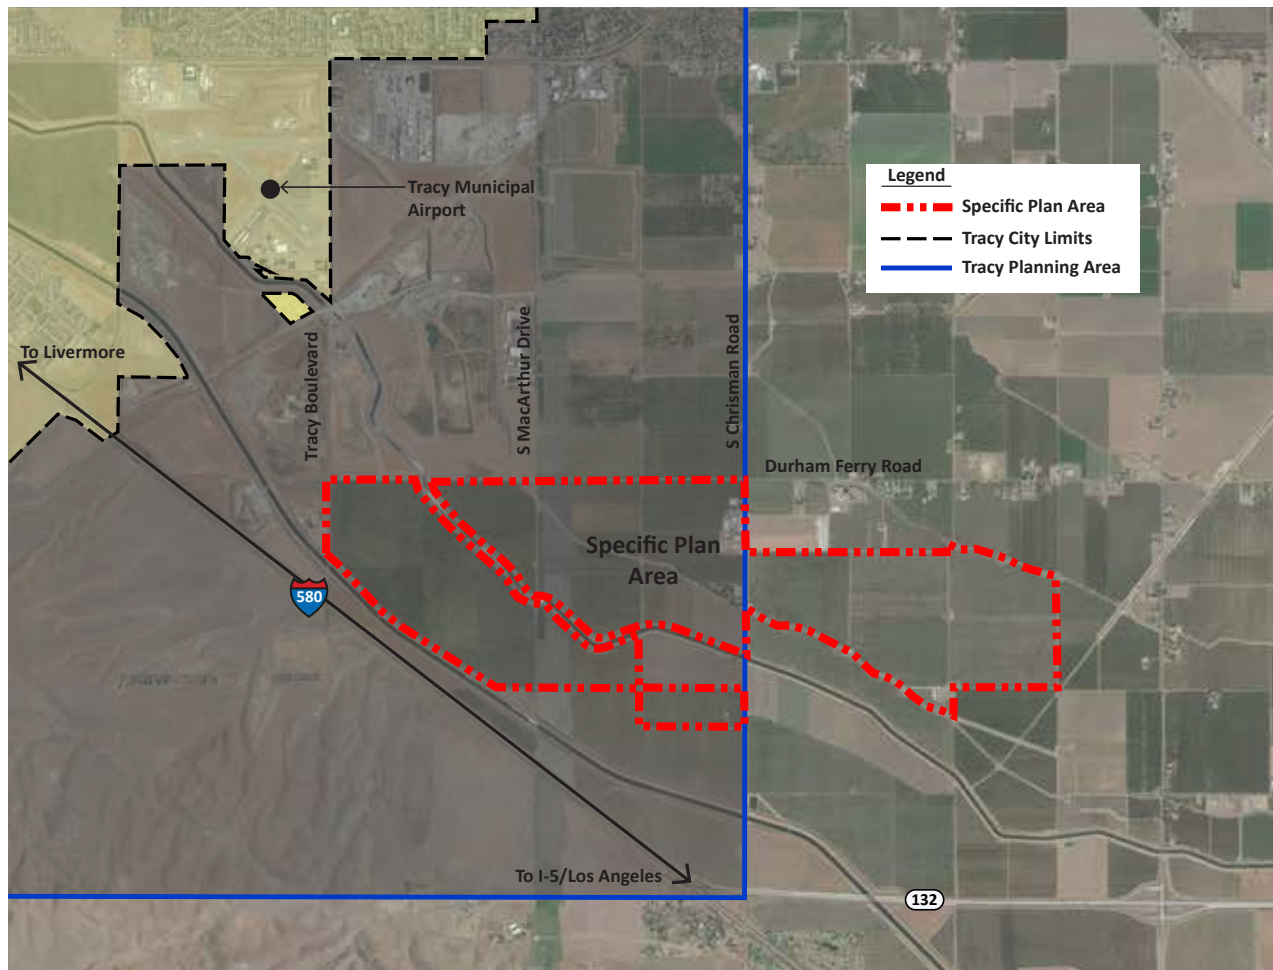 Tracy Municipal
Airport
Legend
Specific Plan Area
Tracy City Limits
Tracy Planning Area
To Livermore
Tracy Boulevard
S MacArthur Drive
S Chrisman Road
Durham Ferry Road
Specific Plan
Area
580
To I-5/Los Angeles
132